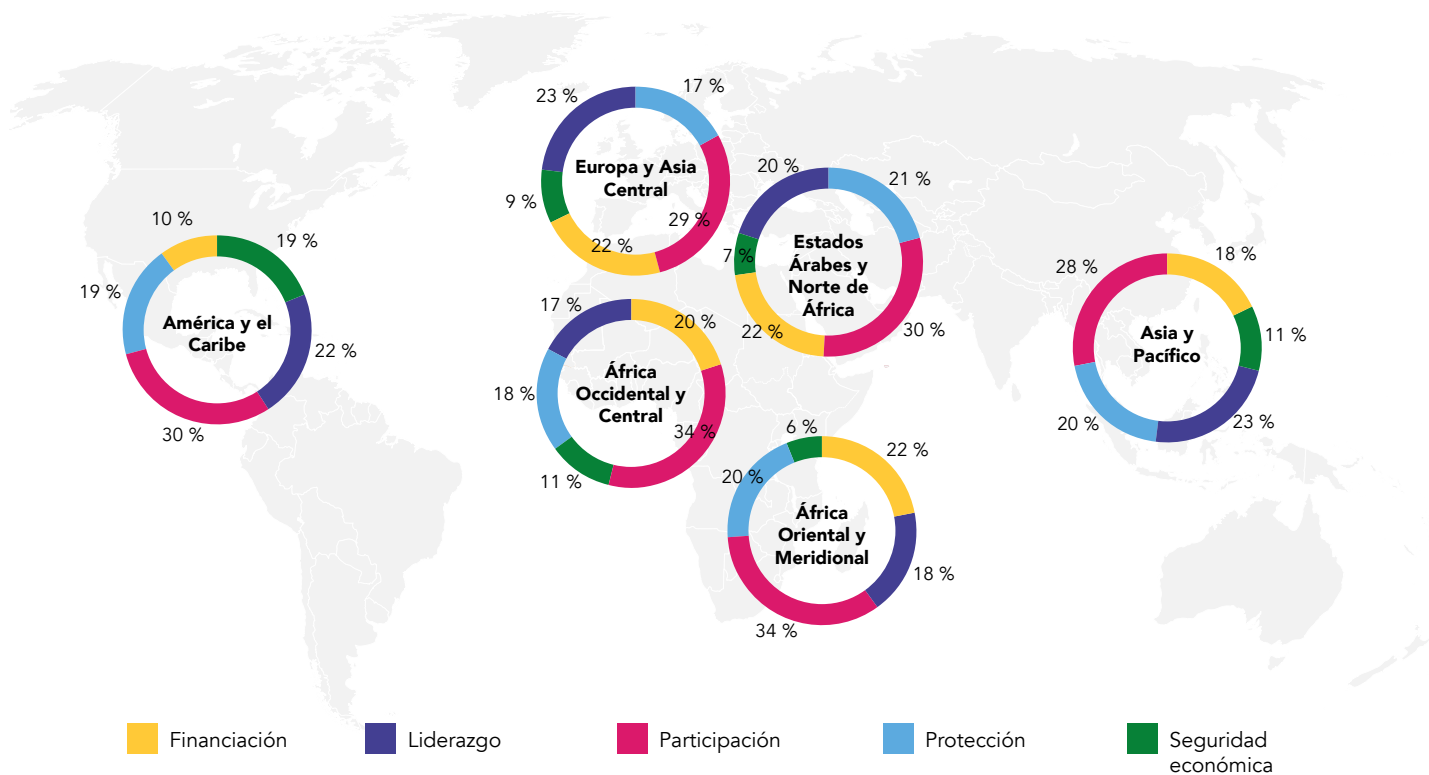 23 %
17 %
Europa y Asia
Central
9 %
29 %
22 %
20 %
21 %
Estados
Árabes y
Norte de
África
7 %
22 %
30 %
10 %
19 %
19 %
América y el
Caribe
22 %
30 %
17 %
20 %
África
Occidental y
Central
18 %
34 %
11 %
28 %
18 %
Asia y
Pacífico
11 %
20 %
23 %
6 %
22 %
20 %
África
Oriental y
Meridional
18 %
34 %
Financiación
Liderazgo
Participación
Protección
Seguridad
económica